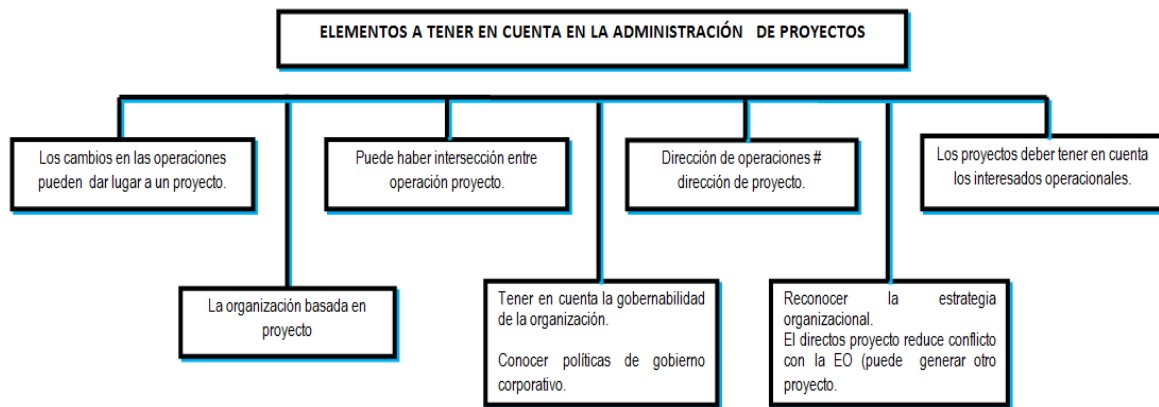 ELEMENTOS A TENER EN CUENTA EN LA ADMINISTRACIÓN DE PROYECTOS
Los cambios en las operaciones
pueden dar lugar a un proyecto.
Puede haber intersección entre
operación proyecto.
Dirección de operaciones #
dirección de proyecto.
Los proyectos deber tener en cuenta
los interesados operacionales.
La organización basada en
proyecto
Tener en cuenta la gobernabilidad
de la organización.
Conocer políticas de gobierno
corporativo.
Reconocer la estrategia
organizacional.
El directos proyecto reduce conflicto
con la EO (puede generar otro
proyecto.